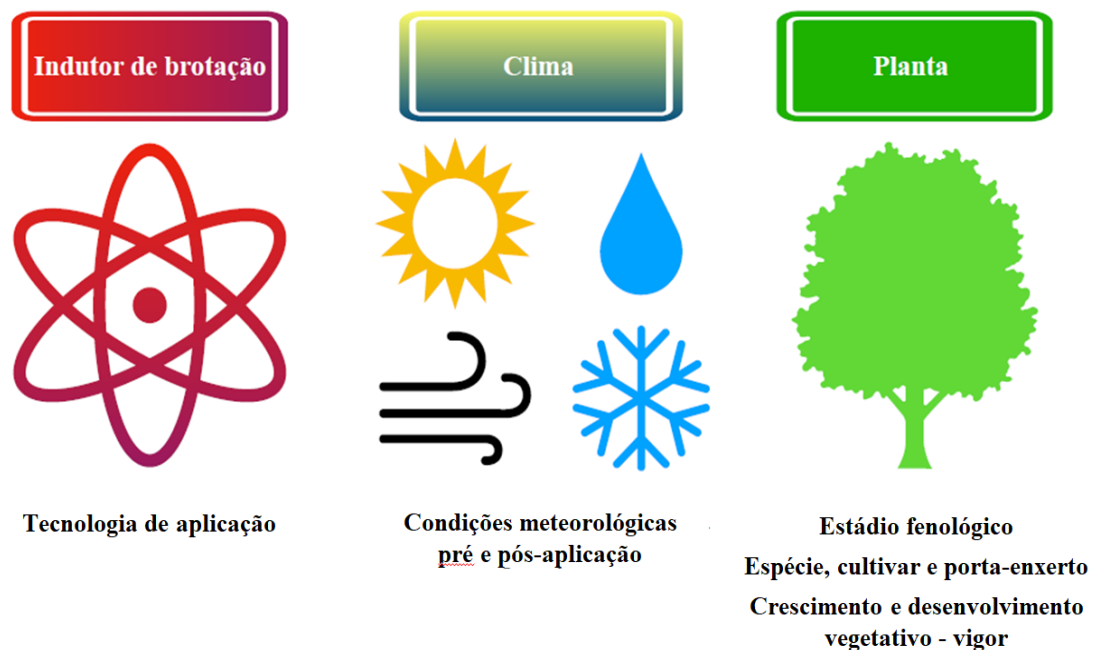 Indutor de brotação
Clima
Planta
Tecnologia de aplicação
Condições meteorológicas
pré e pós-aplicação
Estádio fenológico
Espécie, cultivar e porta-enxerto
Crescimento e desenvolvimento
vegetativo - vigor